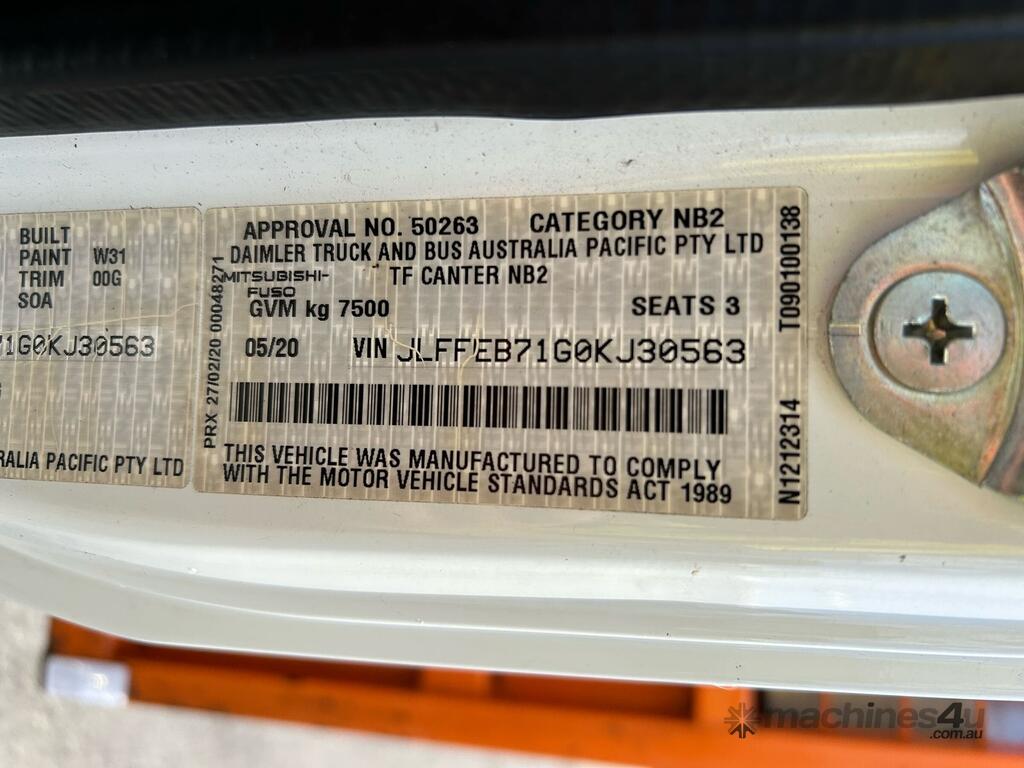 BUILT
PAINT W31
TRIM 00G
SOA
71G0KJ30563
RALIA PACIFIC PTY LTD
PRX 27/02/20 00048271
APPROVAL NO. 50263 CATEGORY NB2
DAIMLER TRUCK AND BUS AUSTRALIA PACIFIC PTY LTD
MITSUBISHI- TF CANTER NB2
FUSO
GVM kg 7500 SEATS 3
05/20 VIN JLFFEB71G0KJ30563
THIS VEHICLE WAS MANUFACTURED TO COMPLY
WITH THE MOTOR VEHICLE STANDARDS ACT 1989
N1212314 T090100138
machines4u
.com.au